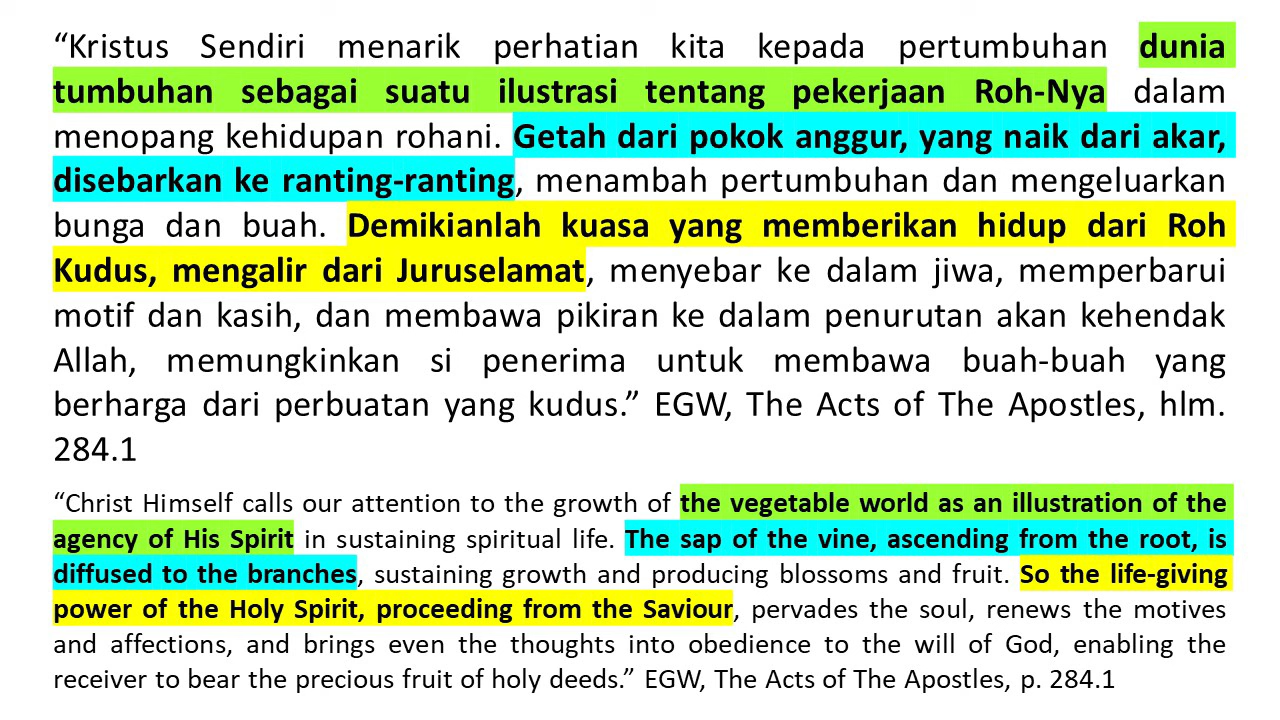 “Kristus Sendiri menarik perhatian kita kepada pertumbuhan dunia
tumbuhan sebagai suatu ilustrasi tentang pekerjaan Roh-Nya dalam
menopang kehidupan rohani. Getah dari pokok anggur, yang naik dari akar,
disebarkan ke ranting-ranting, menambah pertumbuhan dan mengeluarkan
bunga dan buah. Demikianlah kuasa yang memberikan hidup dari Roh
Kudus, mengalir dari Juruselamat, menyebar ke dalam jiwa, memperbarui
motif dan kasih, dan membawa pikiran ke dalam penurutan akan kehendak
Allah, memungkinkan si penerima untuk membawa buah-buah yang
berharga dari perbuatan yang kudus.” EGW, The Acts of The Apostles, hlm.
284.1
“Christ Himself calls our attention to the growth of the vegetable world as an illustration of the
agency of His Spirit in sustaining spiritual life. The sap of the vine, ascending from the root, is
diffused to the branches, sustaining growth and producing blossoms and fruit. So the life-giving
power of the Holy Spirit, proceeding from the Saviour, pervades the soul, renews the motives
and affections, and brings even the thoughts into obedience to the will of God, enabling the
receiver to bear the precious fruit of holy deeds.” EGW, The Acts of The Apostles, p. 284.1